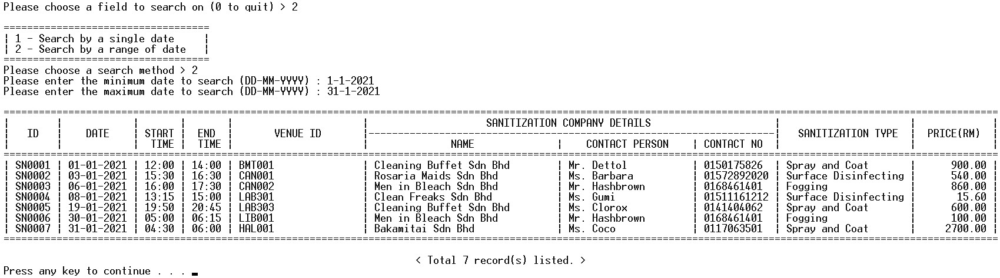 Please choose a field to search on (0 to quit) > 2
===================================
| 1 - Search by a single date     |
| 2 - Search by a range of date   |
===================================
Please choose a search method > 2
Please enter the minimum date to search (DD-MM-YYYY) : 1-1-2021
Please enter the maximum date to search (DD-MM-YYYY) : 31-1-2021
=========================================================================================================================================================================
|        |            |       |       |                      |                    SANITIZATION COMPANY DETAILS                     |                      |             |
|   ID   |    DATE    | START |  END  |       VENUE ID       |---------------------------------------------------------------------|   SANITIZATION TYPE  |  PRICE(RM)  |
|        |            |  TIME |  TIME |                      |              NAME              |    CONTACT PERSON    | CONTACT NO  |                      |             |
=========================================================================================================================================================================
| SN0001 | 01-01-2021 | 12:00 | 14:00 | BMT001               | Cleaning Buffet Sdn Bhd        | Mr. Dettol           | 0150175826  | Spray and Coat       |      900.00 |
| SN0002 | 03-01-2021 | 15:30 | 16:30 | CAN001               | Rosaria Maids Sdn Bhd          | Ms. Barbara          | 01572892020 | Surface Disinfecting |      540.00 |
| SN0003 | 06-01-2021 | 16:00 | 17:30 | CAN002               | Men in Bleach Sdn Bhd          | Mr. Hashbrown        | 0168461401  | Fogging              |      860.00 |
| SN0004 | 08-01-2021 | 13:15 | 15:00 | LAB301               | Clean Freaks Sdn Bhd           | Ms. Gumi             | 01511161212 | Surface Disinfecting |       15.60 |
| SN0005 | 19-01-2021 | 19:50 | 20:45 | LAB303               | Cleaning Buffet Sdn Bhd        | Ms. Clorox           | 0141404062  | Spray and Coat       |      600.00 |
| SN0006 | 30-01-2021 | 05:00 | 06:15 | LIB001               | Men in Bleach Sdn Bhd          | Mr. Hashbrown        | 0168461401  | Fogging              |      100.00 |
| SN0007 | 31-01-2021 | 04:30 | 06:00 | HAL001               | Bakamitai Sdn Bhd              | Ms. Coco             | 0117063501  | Spray and Coat       |     2700.00 |
=========================================================================================================================================================================
< Total 7 record(s) listed. >
Press any key to continue . . .